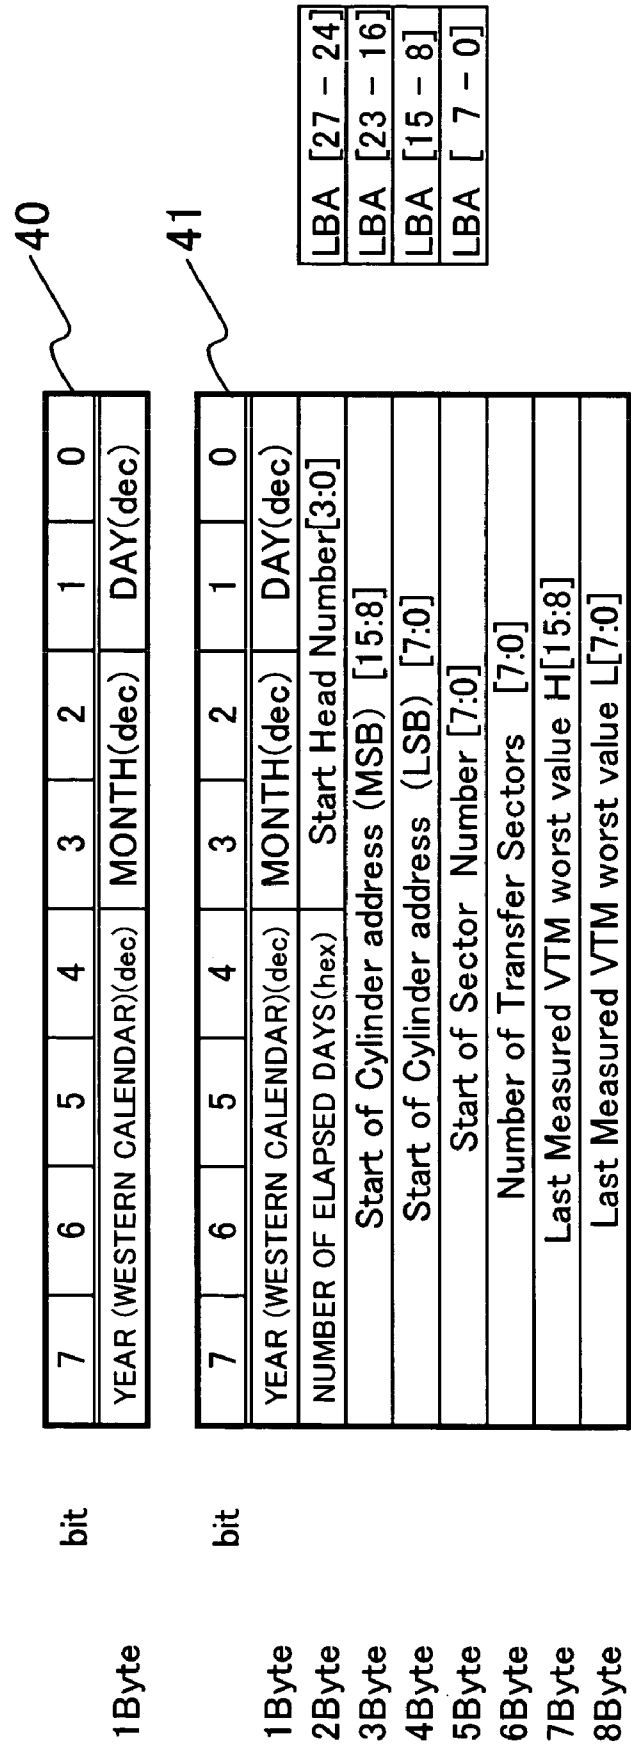 40
bit 7 6 5 4 3 2 1 0
1Byte YEAR (WESTERN CALENDAR)(dec) MONTH(dec) DAY(dec)
41
bit 7 6 5 4 3 2 1 0
1Byte YEAR (WESTERN CALENDAR)(dec) MONTH(dec) DAY(dec)
2Byte NUMBER OF ELAPSED DAYS(hex) Start Head Number[3:0] LBA [27 - 24]
3Byte Start of Cylinder address (MSB) [15:8] LBA [23 - 16]
4Byte Start of Cylinder address (LSB) [7:0] LBA [15 - 8]
5Byte Start of Sector Number [7:0] LBA [ 7 - 0]
6Byte Number of Transfer Sectors [7:0]
7Byte Last Measured VTM worst value H[15:8]
8Byte Last Measured VTM worst value L[7:0]